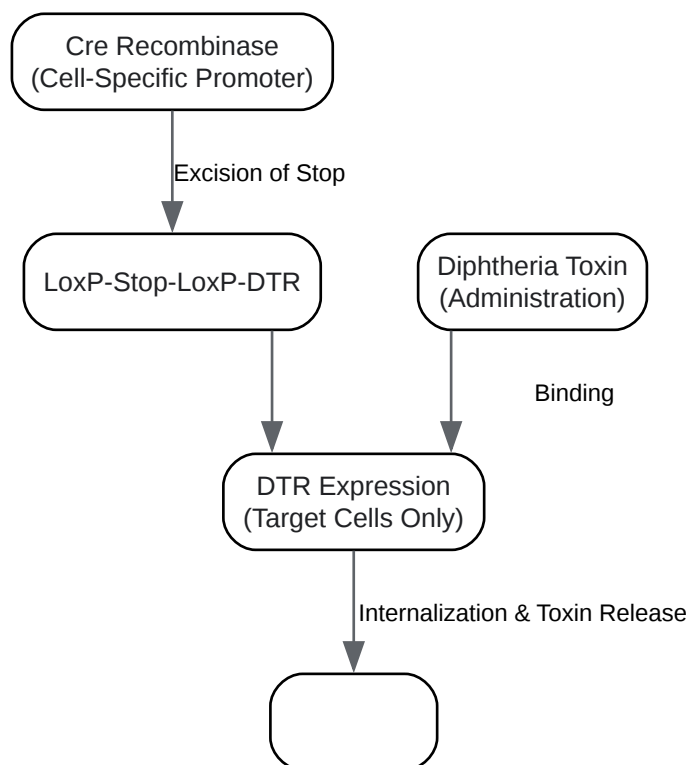 Cre Recombinase
(Cell-Specific Promoter)
Excision of Stop
LoxP-Stop-LoxP-DTR
Diphtheria Toxin
(Administration)
Binding
DTR Expression
(Target Cells Only)
Internalization & Toxin Release